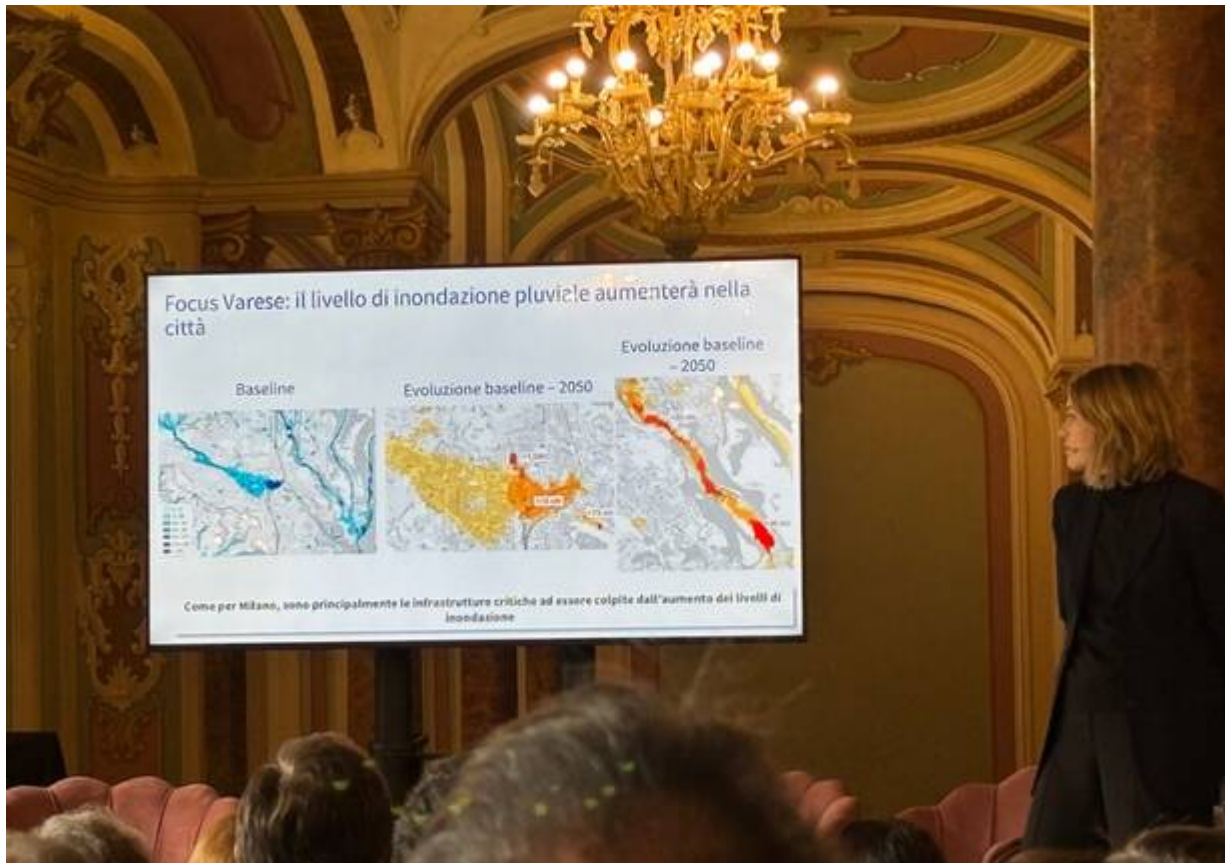 Focus Varese: il livello di inondazione pluviale aumenterà nella
città
Baseline
Evoluzione baseline – 2050
Evoluzione baseline
– 2050
Come per Milano, sono principalmente le infrastrutture critiche ad essere colpite dall'aumento dei livelli di
inondazione